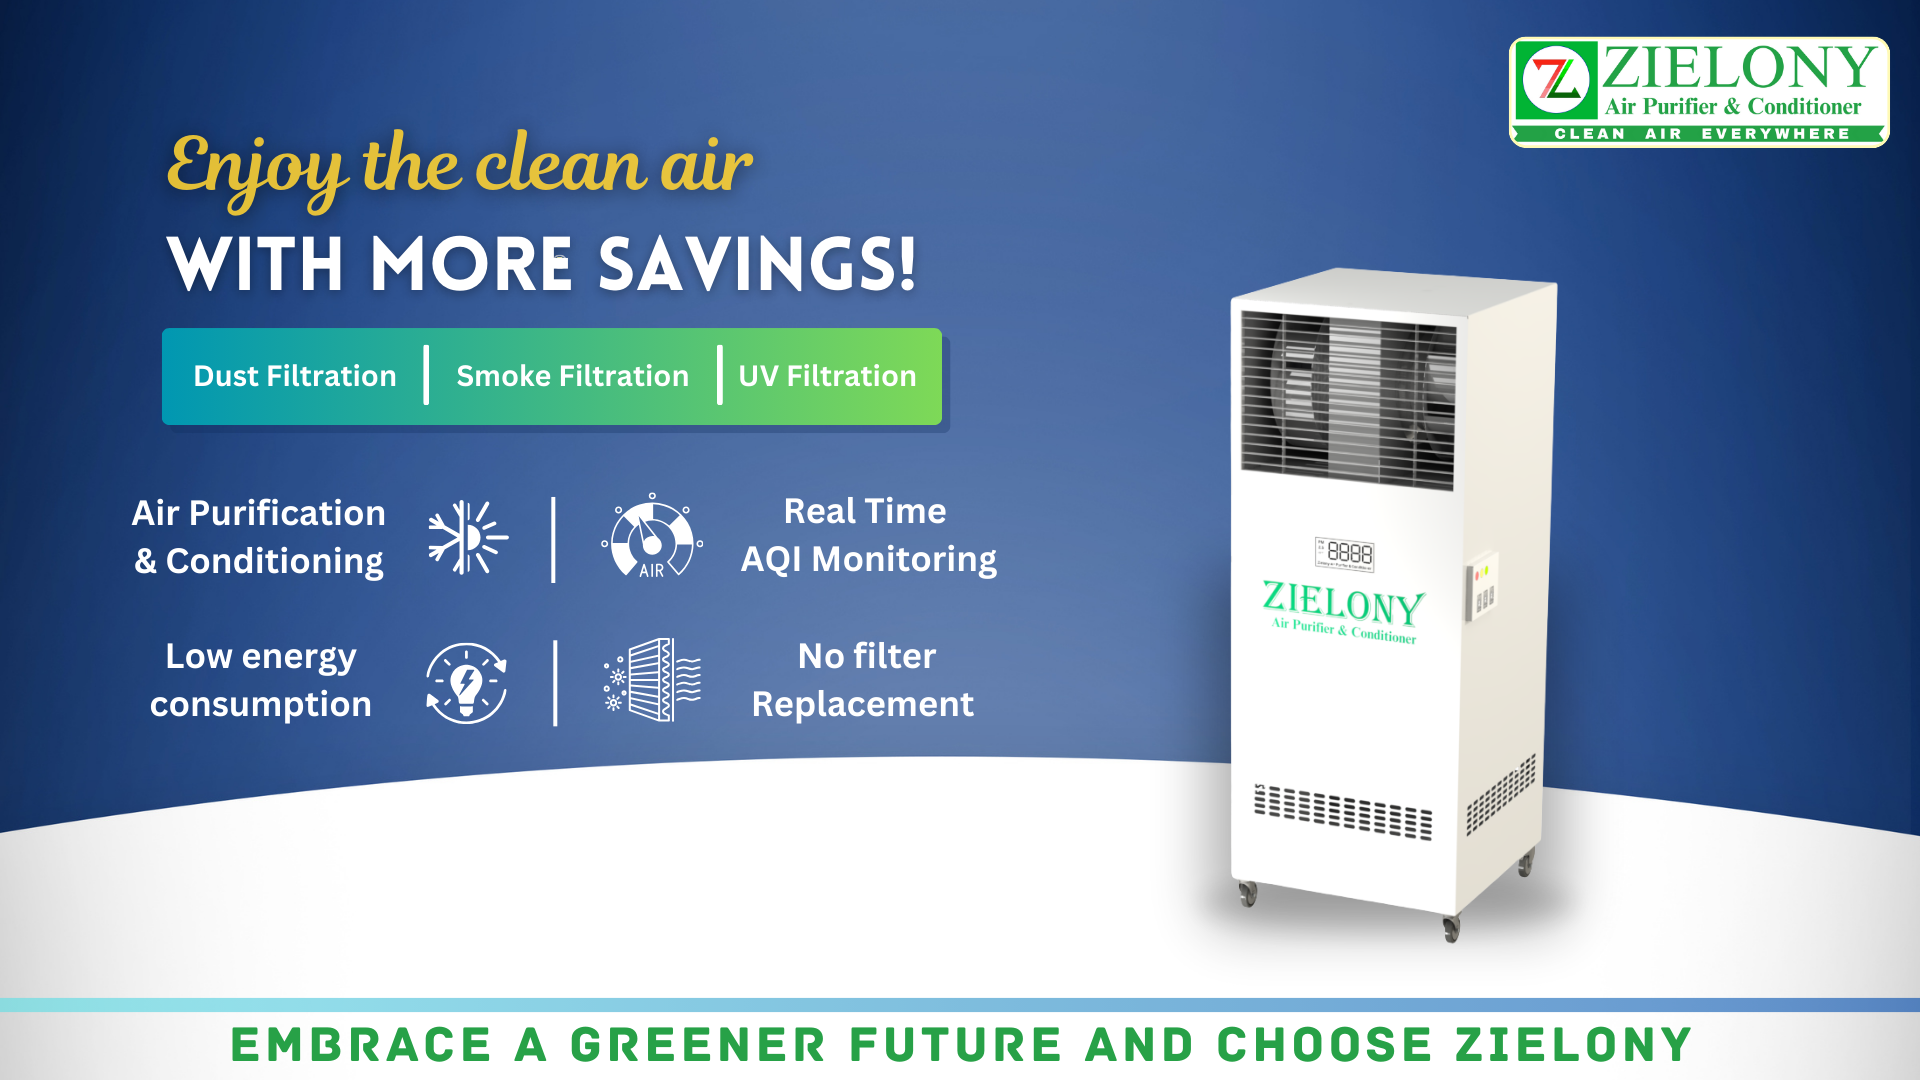 ZIELONY
Air Purifier & Conditioner
CLEAN AIR EVERYWHERE
Enjoy the clean air
WITH MORE SAVINGS!
Dust Filtration
Smoke Filtration
UV Filtration
Air Purification
& Conditioning
AIR
Real Time
AQI Monitoring
Low energy
consumption
No filter
Replacement
8888
ZIELONY
Air Purifier & Conditioner
EMBRACE A GREENER FUTURE AND CHOOSE ZIELONY